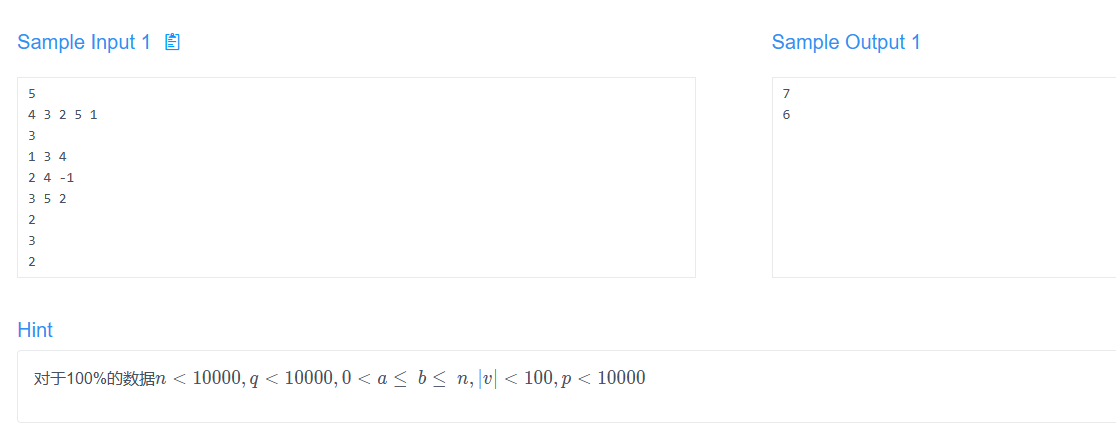 Sample Input 1
5
4 3 2 5 1
3
1 3 4
2 4 -1
3 5 2
2
3
2
Sample Output 1
7
6
Hint
对于100%的数据n < 10000, q < 10000, 0 < a ≤ b ≤ n, |v| < 100, p < 10000